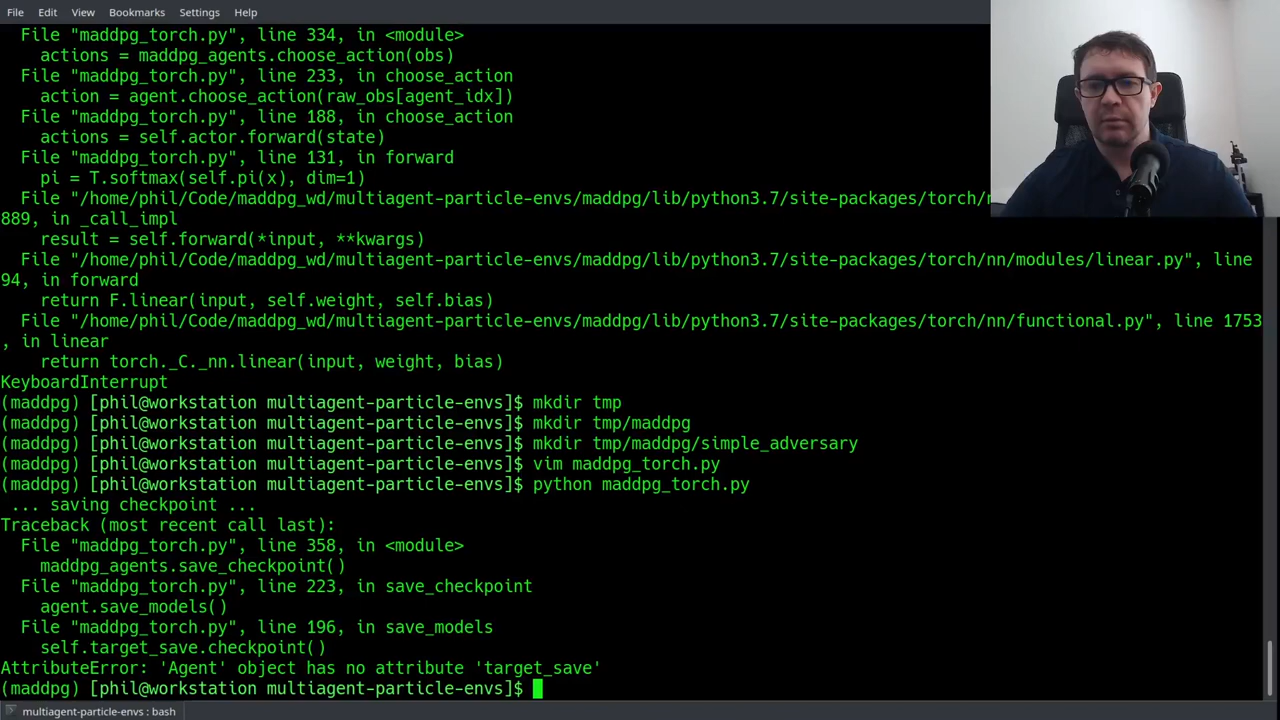 File Edit View Bookmarks Settings Help
File "maddpg_torch.py", line 334, in <module>
actions = maddpg_agents.choose_action(obs)
File "maddpg_torch.py", line 233, in choose_action
action = agent.choose_action(raw_obs[agent_idx])
File "maddpg_torch.py", line 188, in choose_action
actions = self.actor.forward(state)
File "maddpg_torch.py", line 131, in forward
pi = T.softmax(self.pi(x), dim=1)
File "/home/phil/Code/maddpg_wd/multiagent-particle-envs/maddpg/lib/python3.7/site-packages/torch/
889, in _call_impl
result = self.forward(*input, **kwargs)
File "/home/phil/Code/maddpg_wd/multiagent-particle-envs/maddpg/lib/python3.7/site-packages/torch/nn/modules/linear.py", line
94, in forward
return F.linear(input, self.weight, self.bias)
File "/home/phil/Code/maddpg_wd/multiagent-particle-envs/maddpg/lib/python3.7/site-packages/torch/nn/functional.py", line 1753
, in linear
return torch._C._nn.linear(input, weight, bias)
KeyboardInterrupt
(maddpg) [phil@workstation multiagent-particle-envs]$ mkdir tmp
(maddpg) [phil@workstation multiagent-particle-envs]$ mkdir tmp/maddpg
(maddpg) [phil@workstation multiagent-particle-envs]$ mkdir tmp/maddpg/simple_adversary
(maddpg) [phil@workstation multiagent-particle-envs]$ vim maddpg_torch.py
(maddpg) [phil@workstation multiagent-particle-envs]$ python maddpg_torch.py
... saving checkpoint ...
Traceback (most recent call last):
File "maddpg_torch.py", line 358, in <module>
maddpg_agents.save_checkpoint()
File "maddpg_torch.py", line 223, in save_checkpoint
agent.save_models()
File "maddpg_torch.py", line 196, in save_models
self.target_save.checkpoint()
AttributeError: 'Agent' object has no attribute 'target_save'
(maddpg) [phil@workstation multiagent-particle-envs]$
multiagent-particle-envs : bash